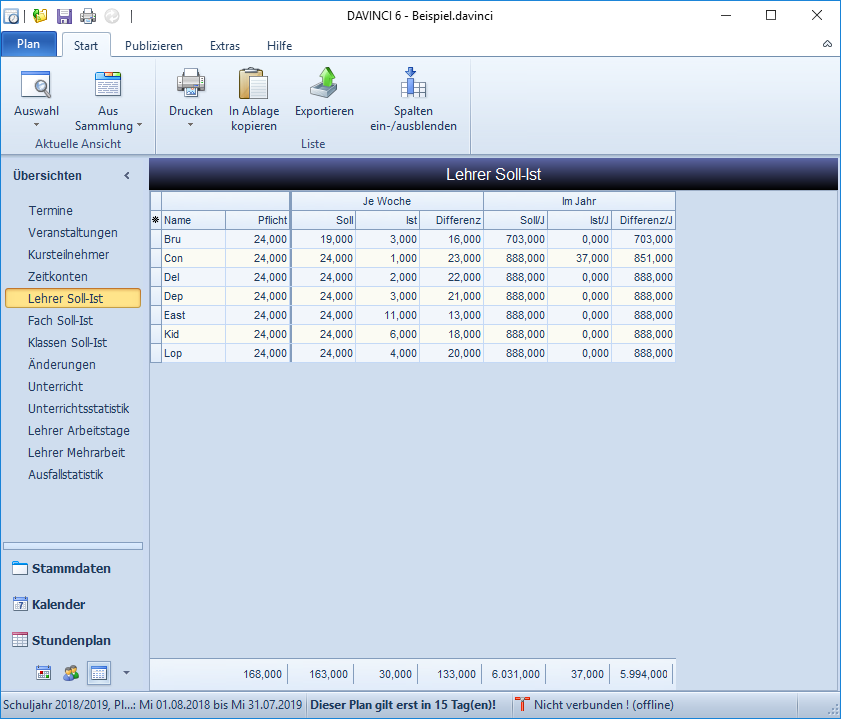 DAVINCI 6 - Beispiel.davinci
Plan Start Publizieren Extras Hilfe
Auswahl
Aus Sammlung
Aktuelle Ansicht
Drucken
In Ablage kopieren
Exportieren
Spalten ein-/ausblenden
Liste
Übersichten
Termine
Veranstaltungen
Kursteilnehmer
Zeitkonten
Lehrer Soll-Ist
Fach Soll-Ist
Klassen Soll-Ist
Änderungen
Unterricht
Unterrichtsstatistik
Lehrer Arbeitstage
Lehrer Mehrarbeit
Ausfallstatistik
Stammdaten
7 Kalender
Stundenplan
Lehrer Soll-Ist
Je Woche Im Jahr
Name Pflicht Soll Ist Differenz Soll/J Ist/J Differenz/J
Bru 24,000 19,000 3,000 16,000 703,000 0,000 703,000
Con 24,000 24,000 1,000 23,000 888,000 37,000 851,000
Del 24,000 24,000 2,000 22,000 888,000 0,000 888,000
Dep 24,000 24,000 3,000 21,000 888,000 0,000 888,000
East 24,000 24,000 11,000 13,000 888,000 0,000 888,000
Kid 24,000 24,000 6,000 18,000 888,000 0,000 888,000
Lop 24,000 24,000 4,000 20,000 888,000 0,000 888,000
168,000 163,000 30,000 133,000 6.031,000 37,000 5.994,000
Schuljahr 2018/2019, Pl...: Mi 01.08.2018 bis Mi 31.07.2019 Dieser Plan gilt erst in 15 Tag(en)! Nicht verbunden ! (offline)